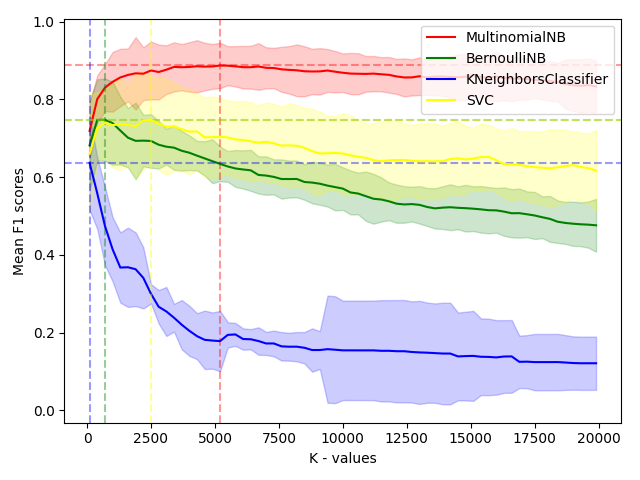 1.0
0.8
0.6
0.4
0.2
0.0
Mean F1 scores
MultinomialNB
BernoulliNB
KNeighborsClassifier
SVC
0 2500 5000 7500 10000 12500 15000 17500 20000
K - values